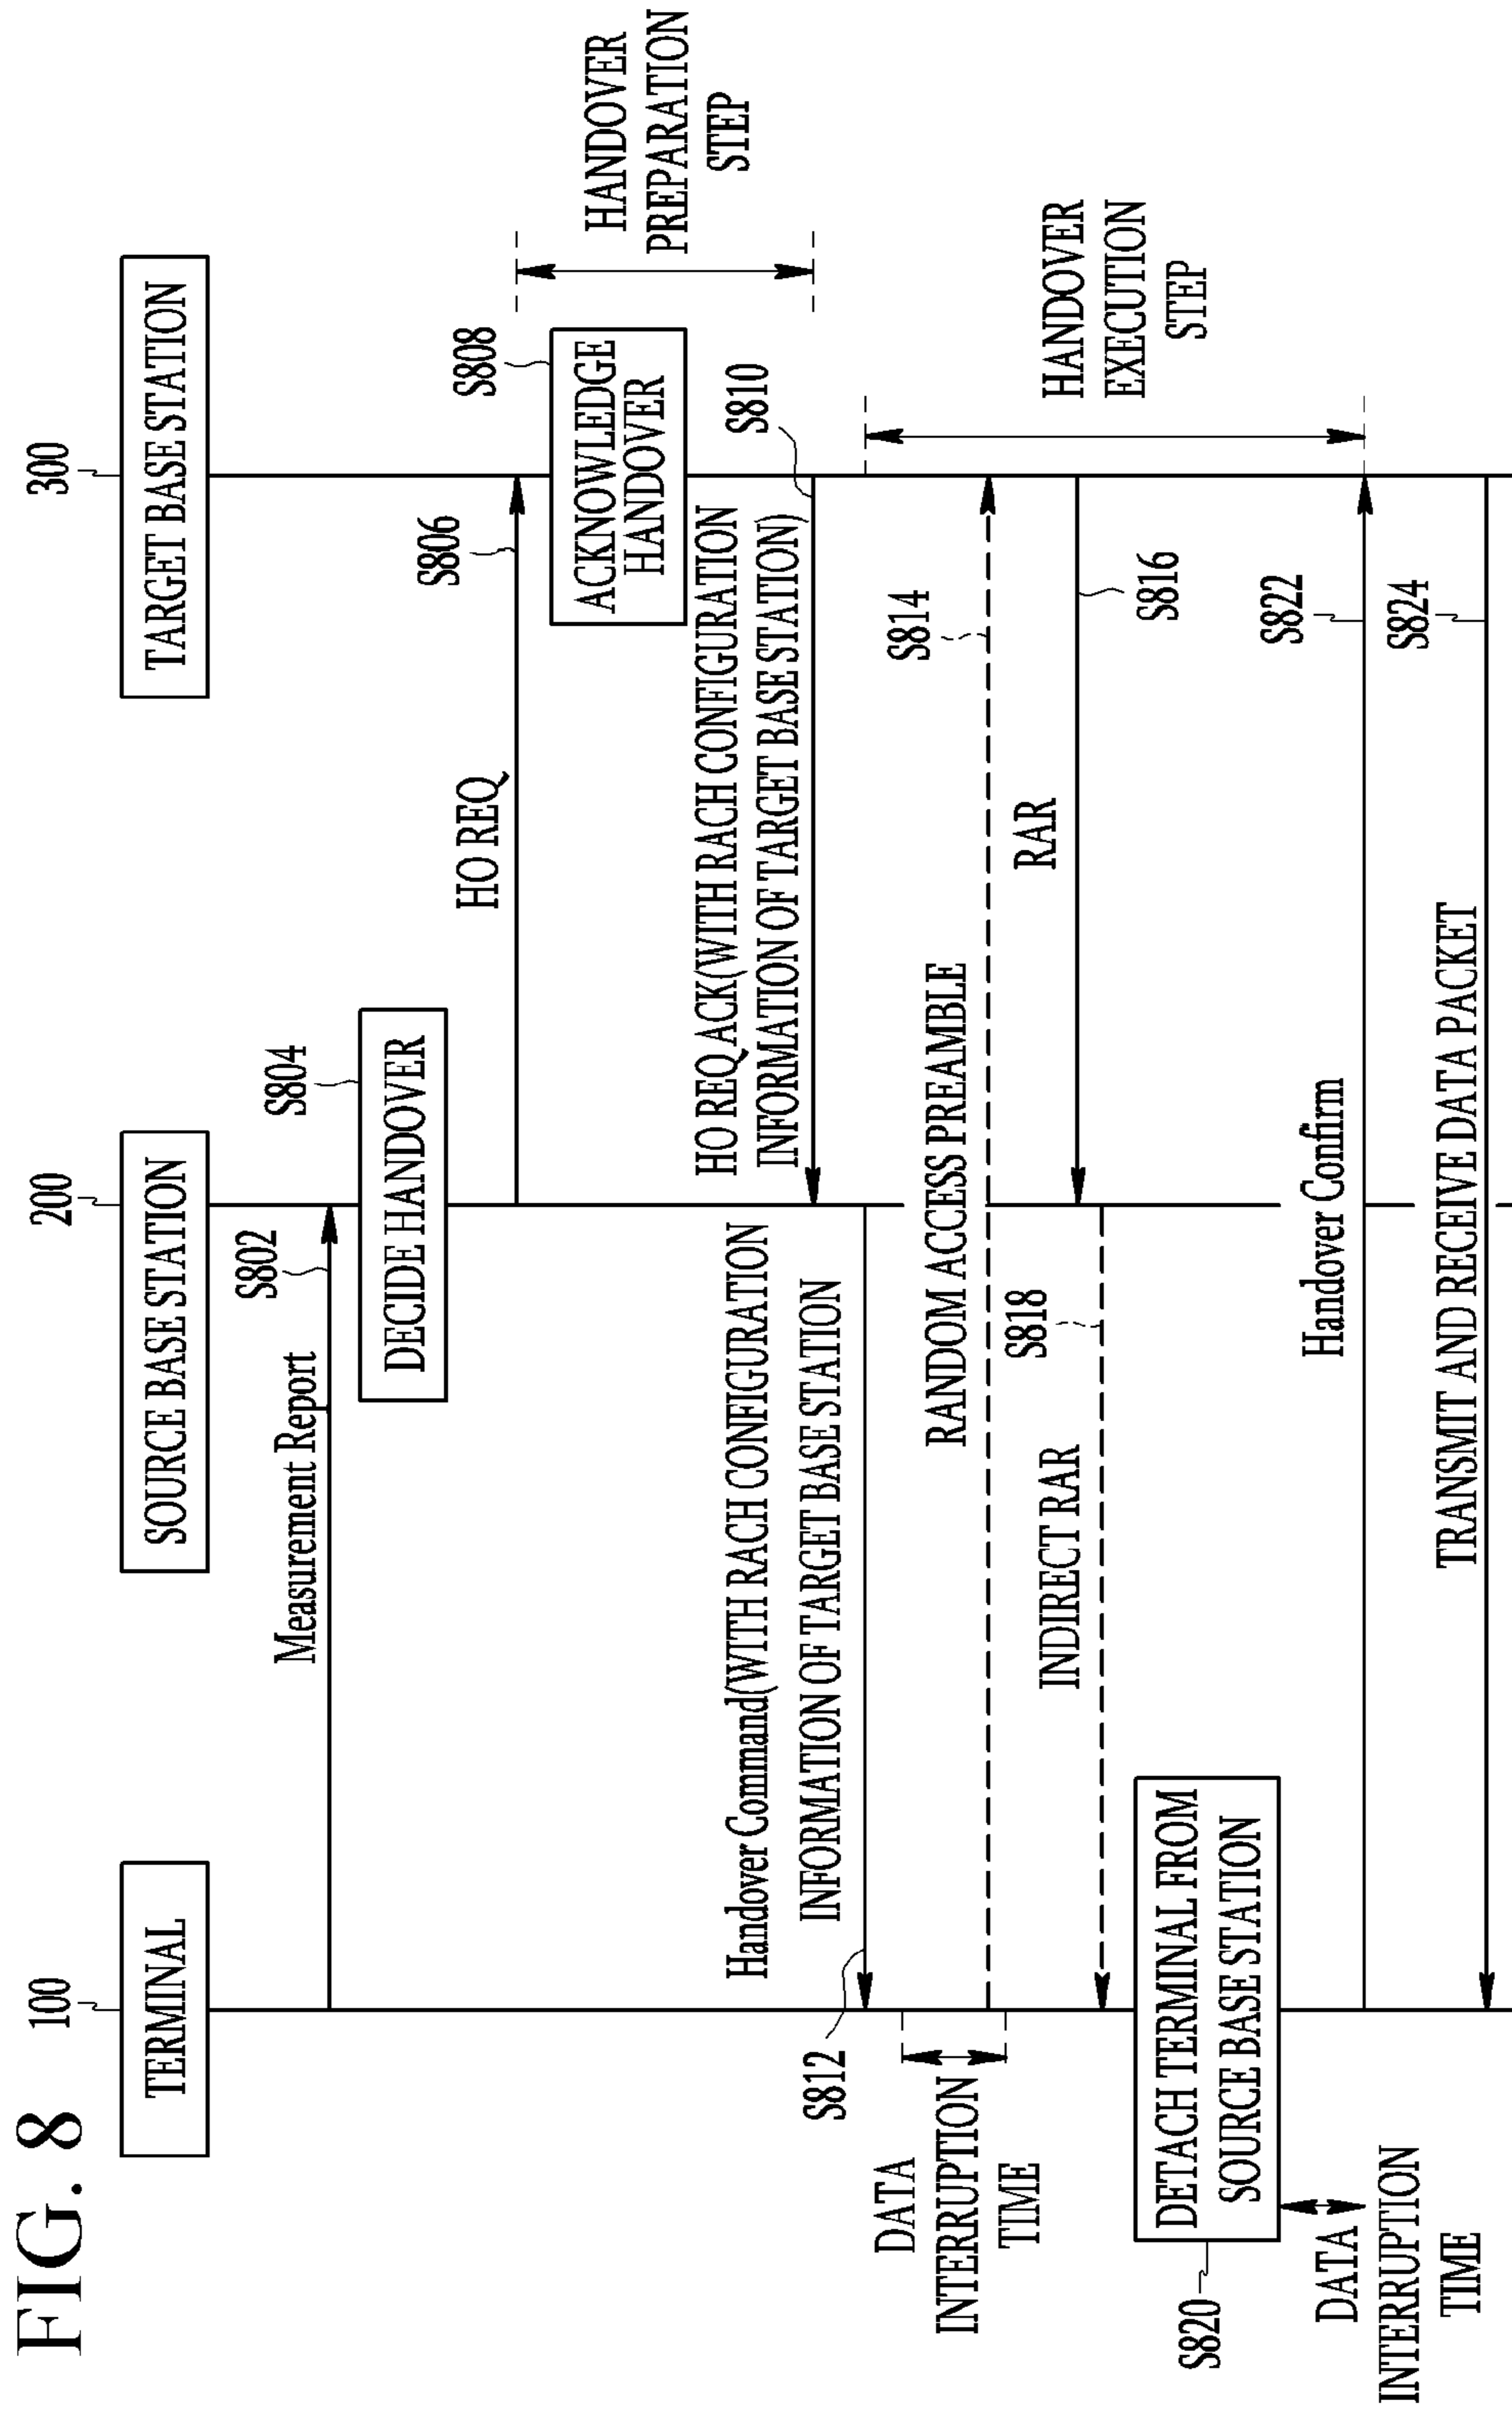 FIG. 8
100
TERMINAL
200
SOURCE BASE STATION
300
TARGET BASE STATION
Measurement Report
S802
S804
DECIDE HANDOVER
HO REQ
S806
S808
ACKNOWLEDGE
HANDOVER
HANDOVER
PREPARATION
STEP
HO REQ ACK(WITH RACH CONFIGURATION
INFORMATION OF TARGET BASE STATION)
S810
Handover Command(WITH RACH CONFIGURATION
INFORMATION OF TARGET BASE STATION
S812
DATA
INTERRUPTION
TIME
RANDOM ACCESS PREAMBLE
S814
HANDOVER
EXECUTION
STEP
RAR
S816
INDIRECT RAR
S818
DETACH TERMINAL FROM
SOURCE BASE STATION
S820
DATA
INTERRUPTION
TIME
Handover Confirm
S822
TRANSMIT AND RECEIVE DATA PACKET
S824